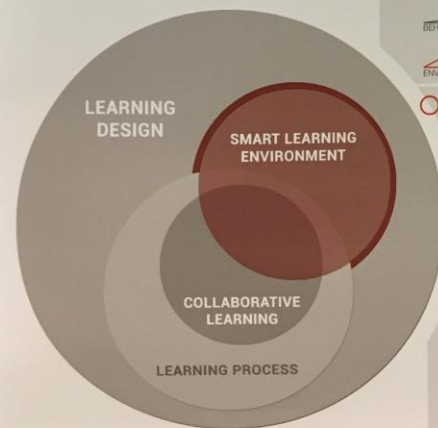 LEARNING
DESIGN
SMART LEARNING
ENVIRONMENT
COLLABORATIVE
LEARNING
LEARNING PROCESS